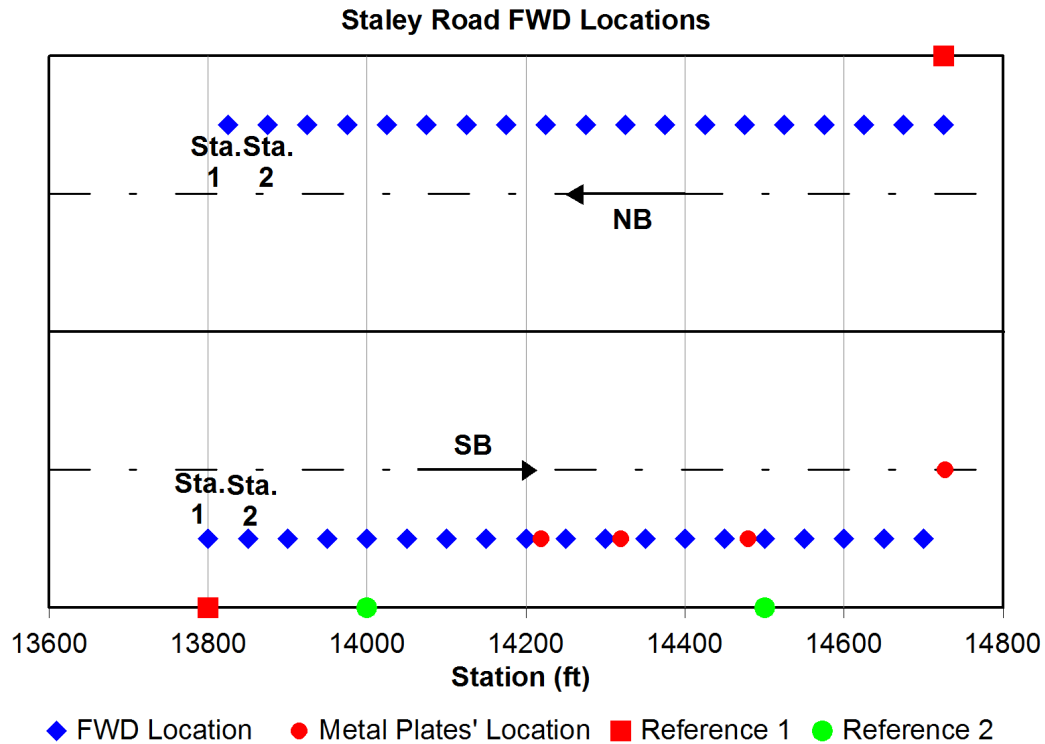 Staley Road FWD Locations
Sta. Sta.
1 2
NB
SB
Sta. Sta.
1 2
13600 13800 14000 14200 14400 14600 14800
Station (ft)
FWD Location Metal Plates' Location Reference 1 Reference 2